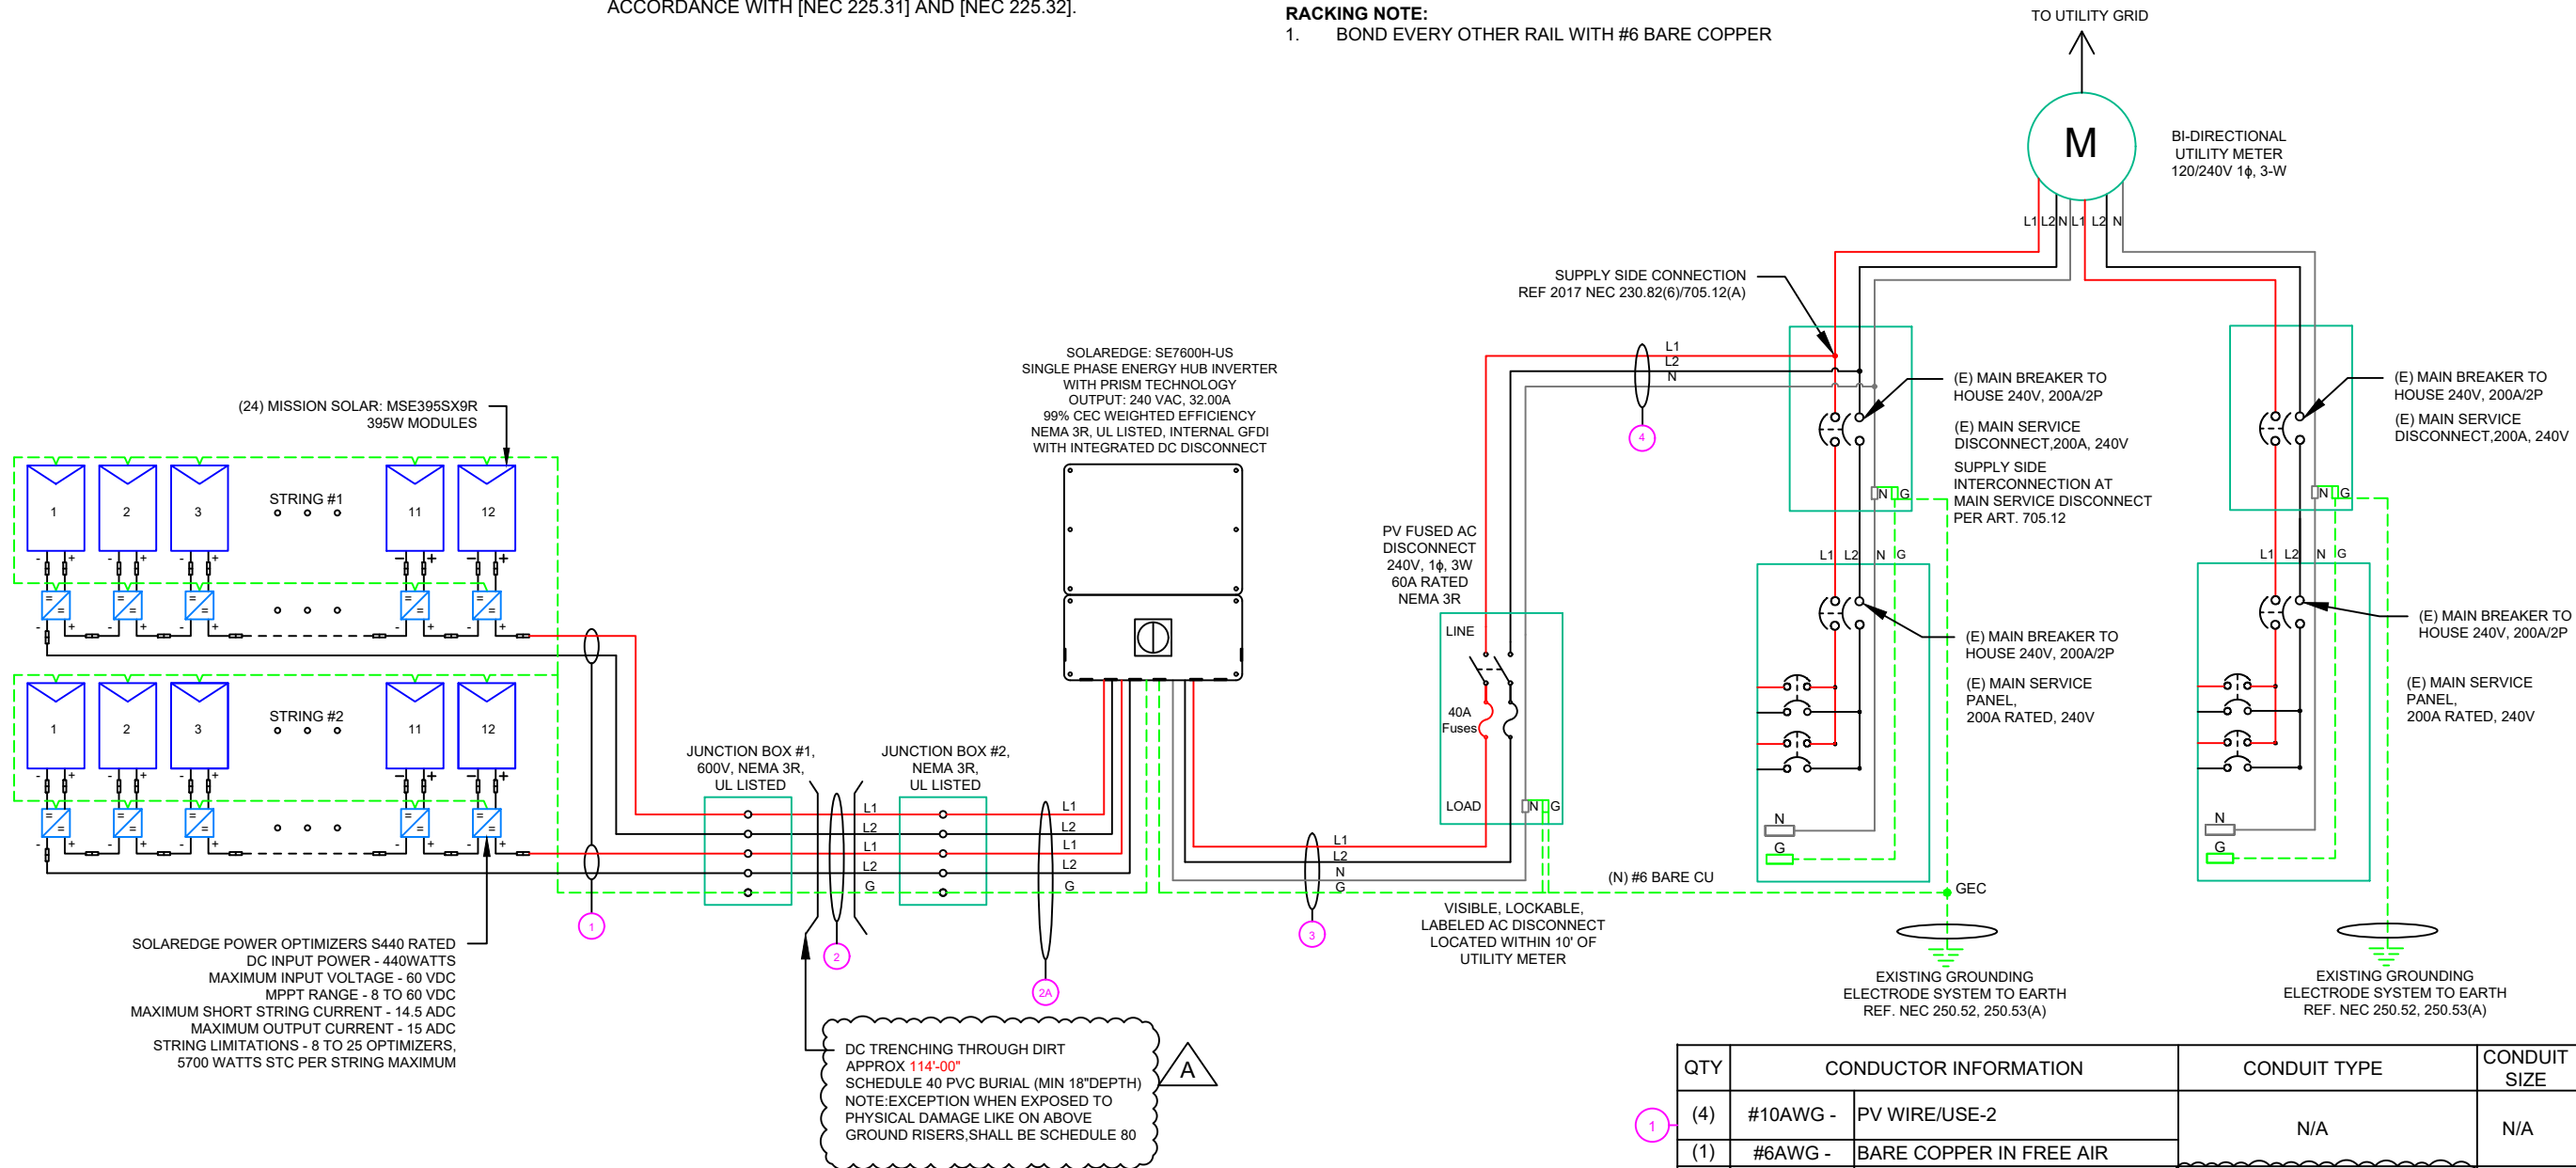 ACCORDANCE WITH [NEC 225.31] AND [NEC 225.32].
RACKING NOTE:
1. BOND EVERY OTHER RAIL WITH #6 BARE COPPER
TO UTILITY GRID
M
BI-DIRECTIONAL
UTILITY METER
120/240V 1ϕ, 3-W
L1 L2 N L1 L2 N
SUPPLY SIDE CONNECTION
REF 2017 NEC 230.82(6)/705.12(A)
SOLAREDGE: SE7600H-US
SINGLE PHASE ENERGY HUB INVERTER
WITH PRISM TECHNOLOGY
OUTPUT: 240 VAC, 32.00A
99% CEC WEIGHTED EFFICIENCY
NEMA 3R, UL LISTED, INTERNAL GFDI
WITH INTEGRATED DC DISCONNECT
L1
L2
N
4
(E) MAIN BREAKER TO
HOUSE 240V, 200A/2P
(E) MAIN SERVICE
DISCONNECT,200A, 240V
SUPPLY SIDE
INTERCONNECTION AT
MAIN SERVICE DISCONNECT
PER ART. 705.12
N G
(E) MAIN BREAKER TO
HOUSE 240V, 200A/2P
(E) MAIN SERVICE
DISCONNECT,200A, 240V
N G
(24) MISSION SOLAR: MSE395SX9R
395W MODULES
STRING #1
1 2 3 11 12
- + - + - + - + - +
= = = = =
= = = = =
- + - + - + - + - +
STRING #2
1 2 3 11 12
- + - + - + - + - +
= = = = =
= = = = =
- + - + - + - + - +
1
JUNCTION BOX #1,
600V, NEMA 3R,
UL LISTED
JUNCTION BOX #2,
NEMA 3R,
UL LISTED
L1
L2
L1
L2
G
2
L1
L2
L1
L2
G
2A
PV FUSED AC
DISCONNECT
240V, 1ϕ, 3W
60A RATED
NEMA 3R
LINE
40A
Fuses
LOAD
N G
L1
L2
N
G
3
(N) #6 BARE CU
VISIBLE, LOCKABLE,
LABELED AC DISCONNECT
LOCATED WITHIN 10' OF
UTILITY METER
L1 L2 N G
(E) MAIN BREAKER TO
HOUSE 240V, 200A/2P
(E) MAIN SERVICE
PANEL,
200A RATED, 240V
N
G
GEC
L1 L2 N G
(E) MAIN BREAKER TO
HOUSE 240V, 200A/2P
(E) MAIN SERVICE
PANEL,
200A RATED, 240V
N
G
EXISTING GROUNDING
ELECTRODE SYSTEM TO EARTH
REF. NEC 250.52, 250.53(A)
EXISTING GROUNDING
ELECTRODE SYSTEM TO EARTH
REF. NEC 250.52, 250.53(A)
SOLAREDGE POWER OPTIMIZERS S440 RATED
DC INPUT POWER - 440WATTS
MAXIMUM INPUT VOLTAGE - 60 VDC
MPPT RANGE - 8 TO 60 VDC
MAXIMUM SHORT STRING CURRENT - 14.5 ADC
MAXIMUM OUTPUT CURRENT - 15 ADC
STRING LIMITATIONS - 8 TO 25 OPTIMIZERS,
5700 WATTS STC PER STRING MAXIMUM
DC TRENCHING THROUGH DIRT
APPROX 114'-00"
SCHEDULE 40 PVC BURIAL (MIN 18"DEPTH)
NOTE:EXCEPTION WHEN EXPOSED TO
PHYSICAL DAMAGE LIKE ON ABOVE
GROUND RISERS,SHALL BE SCHEDULE 80
A
QTY CONDUCTOR INFORMATION CONDUIT TYPE CONDUIT SIZE
1 (4) #10AWG - PV WIRE/USE-2 N/A N/A
(1) #6AWG - BARE COPPER IN FREE AIR